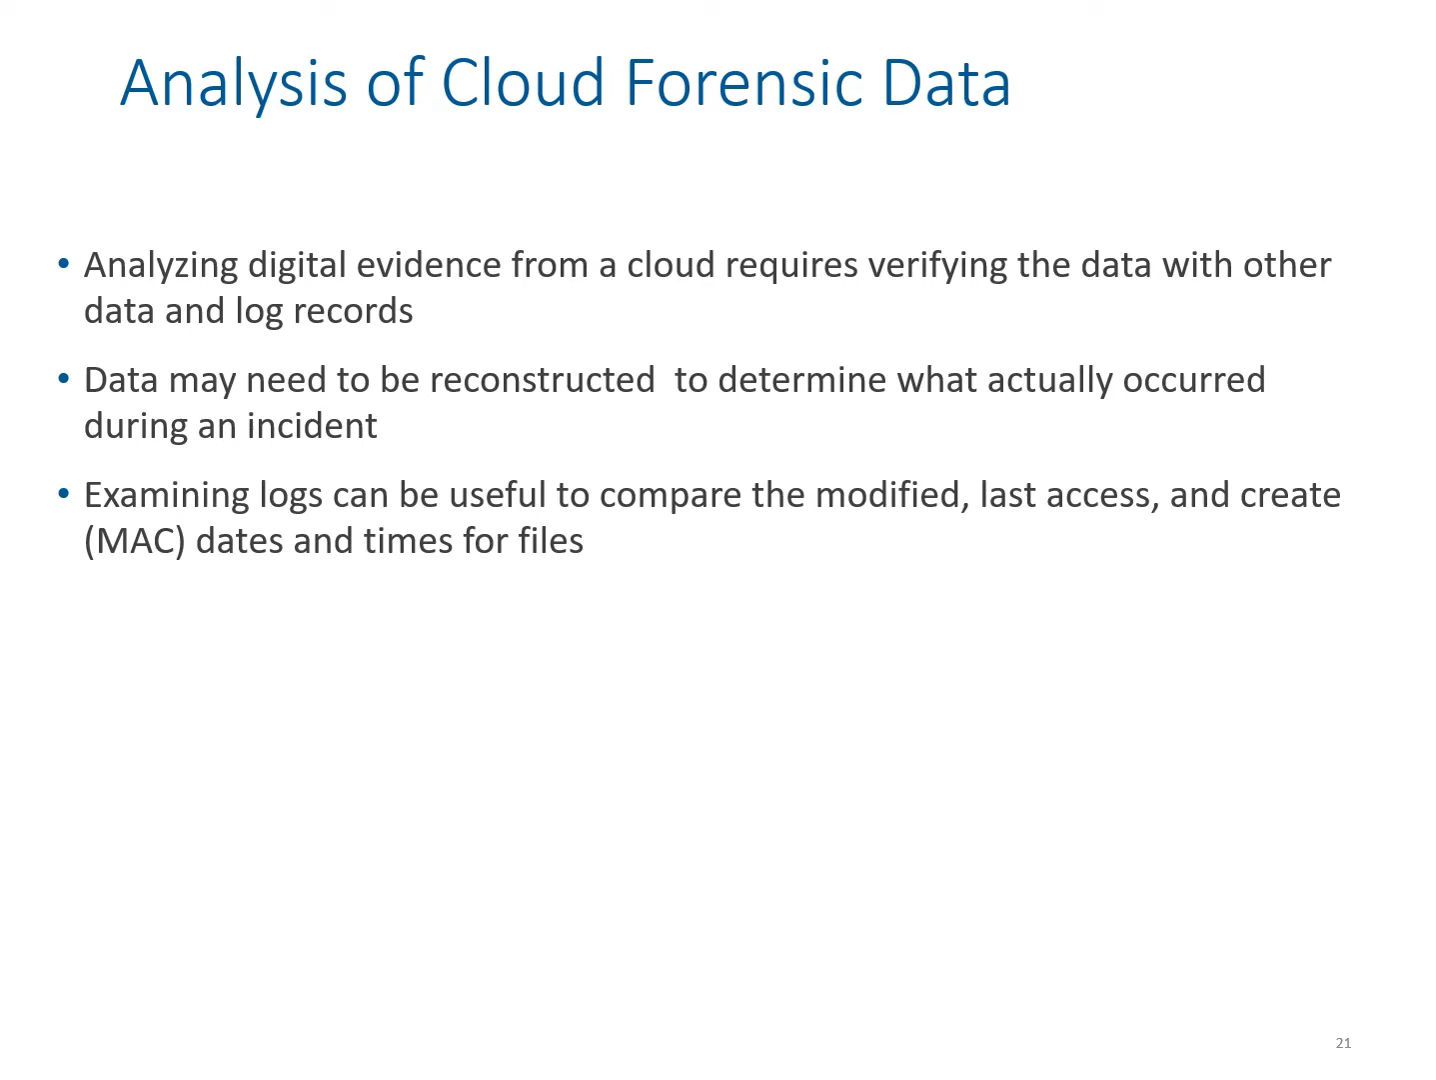 Analysis of Cloud Forensic Data
• Analyzing digital evidence from a cloud requires verifying the data with other
data and log records
• Data may need to be reconstructed  to determine what actually occurred
during an incident
• Examining logs can be useful to compare the modified, last access, and create
(MAC) dates and times for files
21